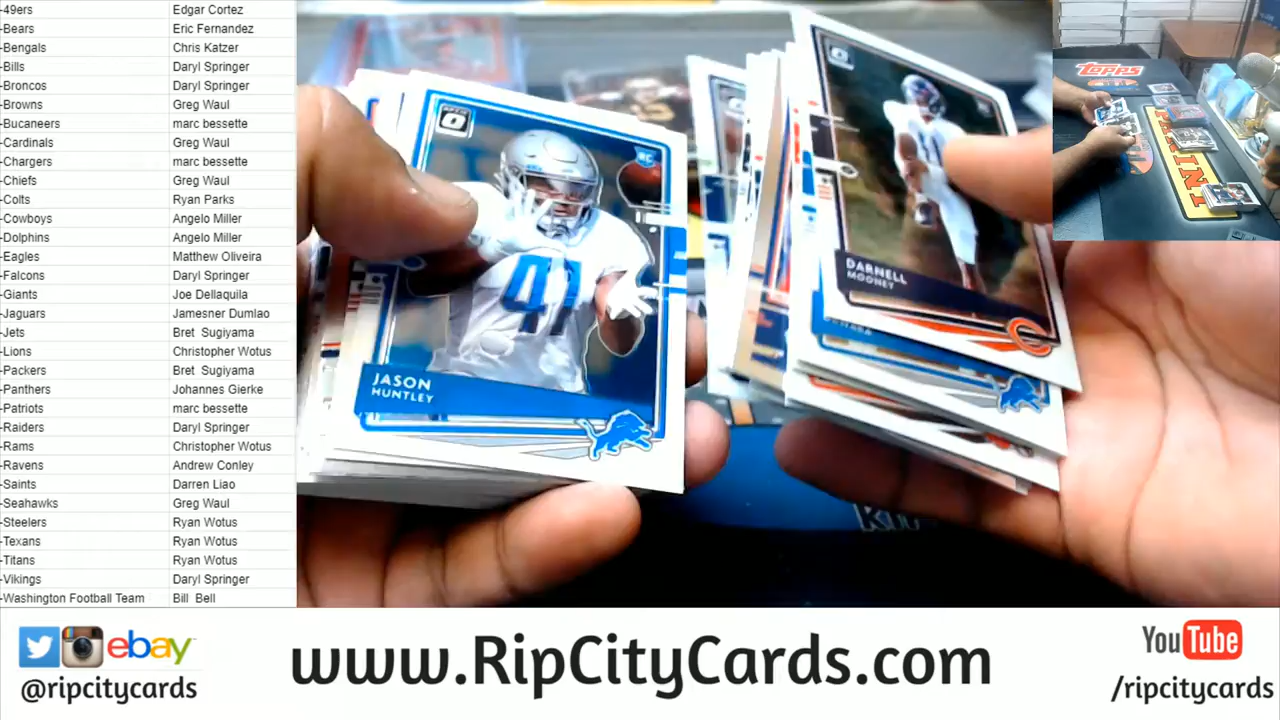 -49ers Edgar Cortez
-Bears Eric Fernandez
-Bengals Chris Katzer
-Bills Daryl Springer
-Broncos Daryl Springer
-Browns Greg Waul
-Bucaneers marc bessette
-Cardinals Greg Waul
-Chargers marc bessette
-Chiefs Greg Waul
-Colts Ryan Parks
-Cowboys Angelo Miller
-Dolphins Angelo Miller
-Eagles Matthew Oliveira
-Falcons Daryl Springer
-Giants Joe Dellaquila
-Jaguars Jamesner Dumlao
-Jets Bret Sugiyama
-Lions Christopher Wotus
-Packers Bret Sugiyama
-Panthers Johannes Gierke
-Patriots marc bessette
-Raiders Daryl Springer
-Rams Christopher Wotus
-Ravens Andrew Conley
-Saints Darren Liao
-Seahawks Greg Waul
-Steelers Ryan Wotus
-Texans Ryan Wotus
-Titans Ryan Wotus
-Vikings Daryl Springer
-Washington Football Team Bill Bell
RC
41
JASON
HUNTLEY
DARNELL
MOONEY
TOPPS
PANINI
ebay
@ripcitycards
www.RipCityCards.com
YouTube
/ripcitycards